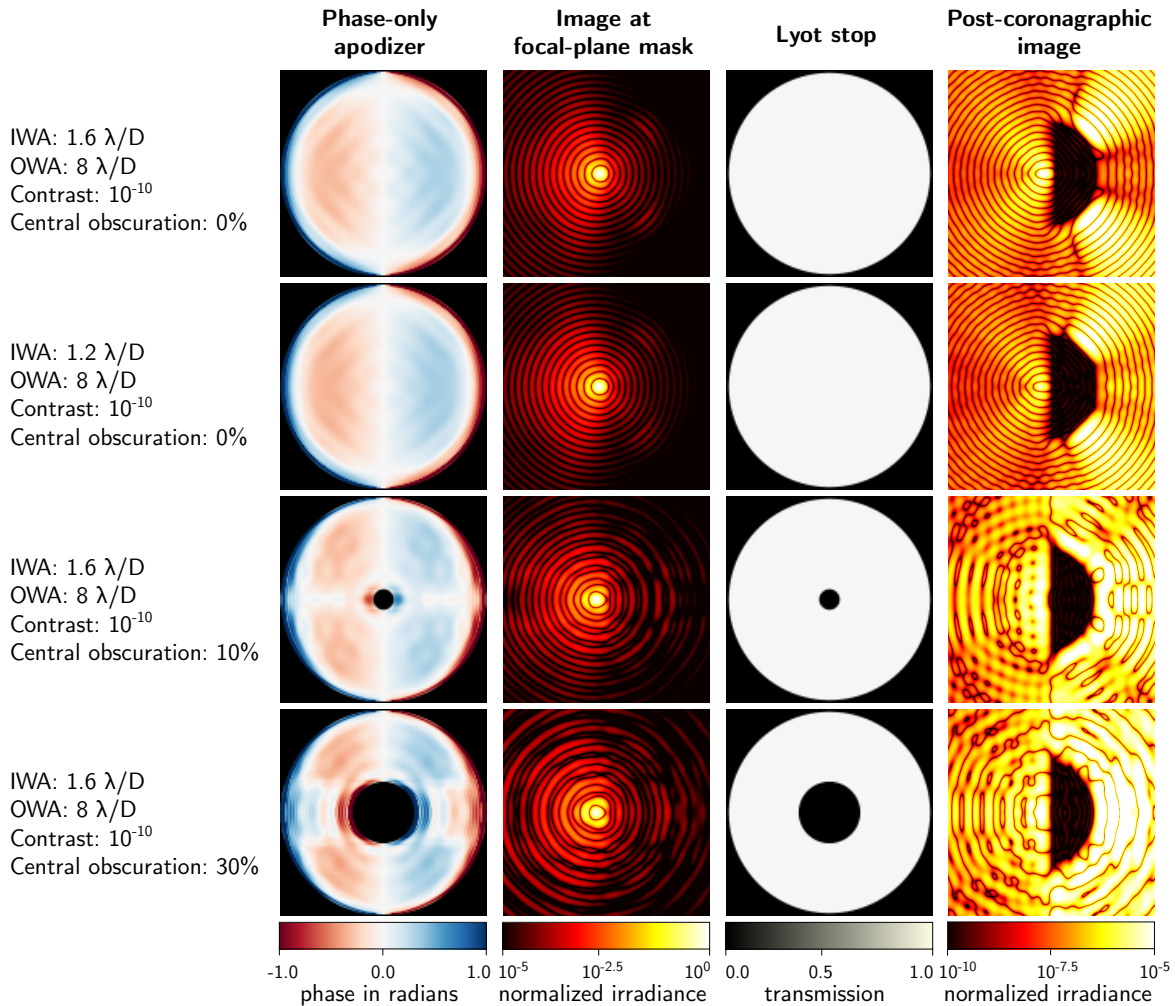 Phase-only
apodizer
Image at
focal-plane mask
Lyot stop
Post-coronagraphic
image
IWA: 1.6 λ/D
OWA: 8 λ/D
Contrast: 10⁻¹⁰
Central obscuration: 0%
IWA: 1.2 λ/D
OWA: 8 λ/D
Contrast: 10⁻¹⁰
Central obscuration: 0%
IWA: 1.6 λ/D
OWA: 8 λ/D
Contrast: 10⁻¹⁰
Central obscuration: 10%
IWA: 1.6 λ/D
OWA: 8 λ/D
Contrast: 10⁻¹⁰
Central obscuration: 30%
-1.0 0.0 1.0
phase in radians
10⁻⁵ 10⁻²·⁵ 10⁰
normalized irradiance
0.0 0.5 1.0
transmission
10⁻¹⁰ 10⁻⁷·⁵ 10⁻⁵
normalized irradiance